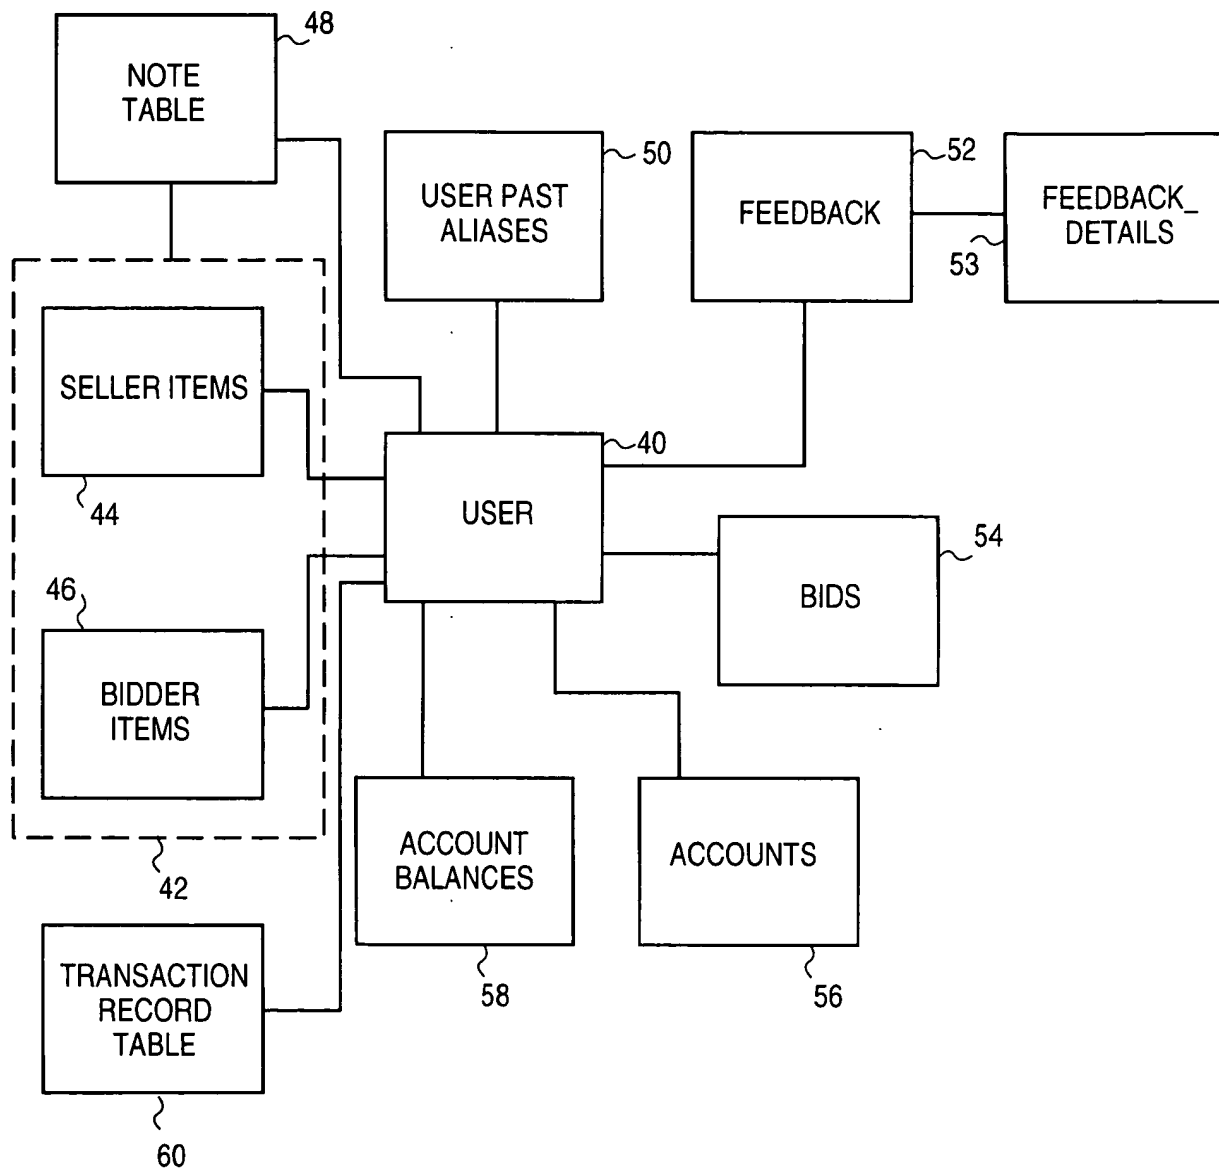 48
NOTE
TABLE
50
USER PAST
ALIASES
52
FEEDBACK
FEEDBACK_
DETAILS
53
SELLER ITEMS
44
40
USER
54
BIDS
46
BIDDER
ITEMS
42
ACCOUNT
BALANCES
58
ACCOUNTS
56
TRANSACTION
RECORD
TABLE
60